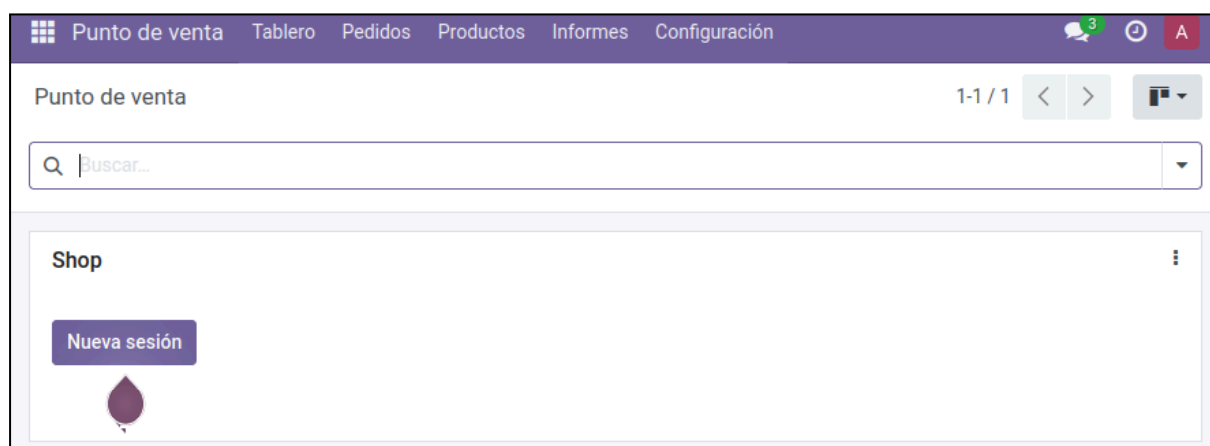 Punto de venta Tablero Pedidos Productos Informes Configuración 3 A
Punto de venta 1-1 / 1
Buscar...
Shop
Nueva sesión